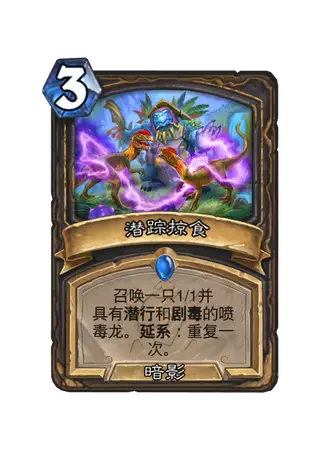 3
潜踪掠食
召唤一只1/1并
具有潜行和剧毒的喷
毒龙。延系：重复一
次。
暗影